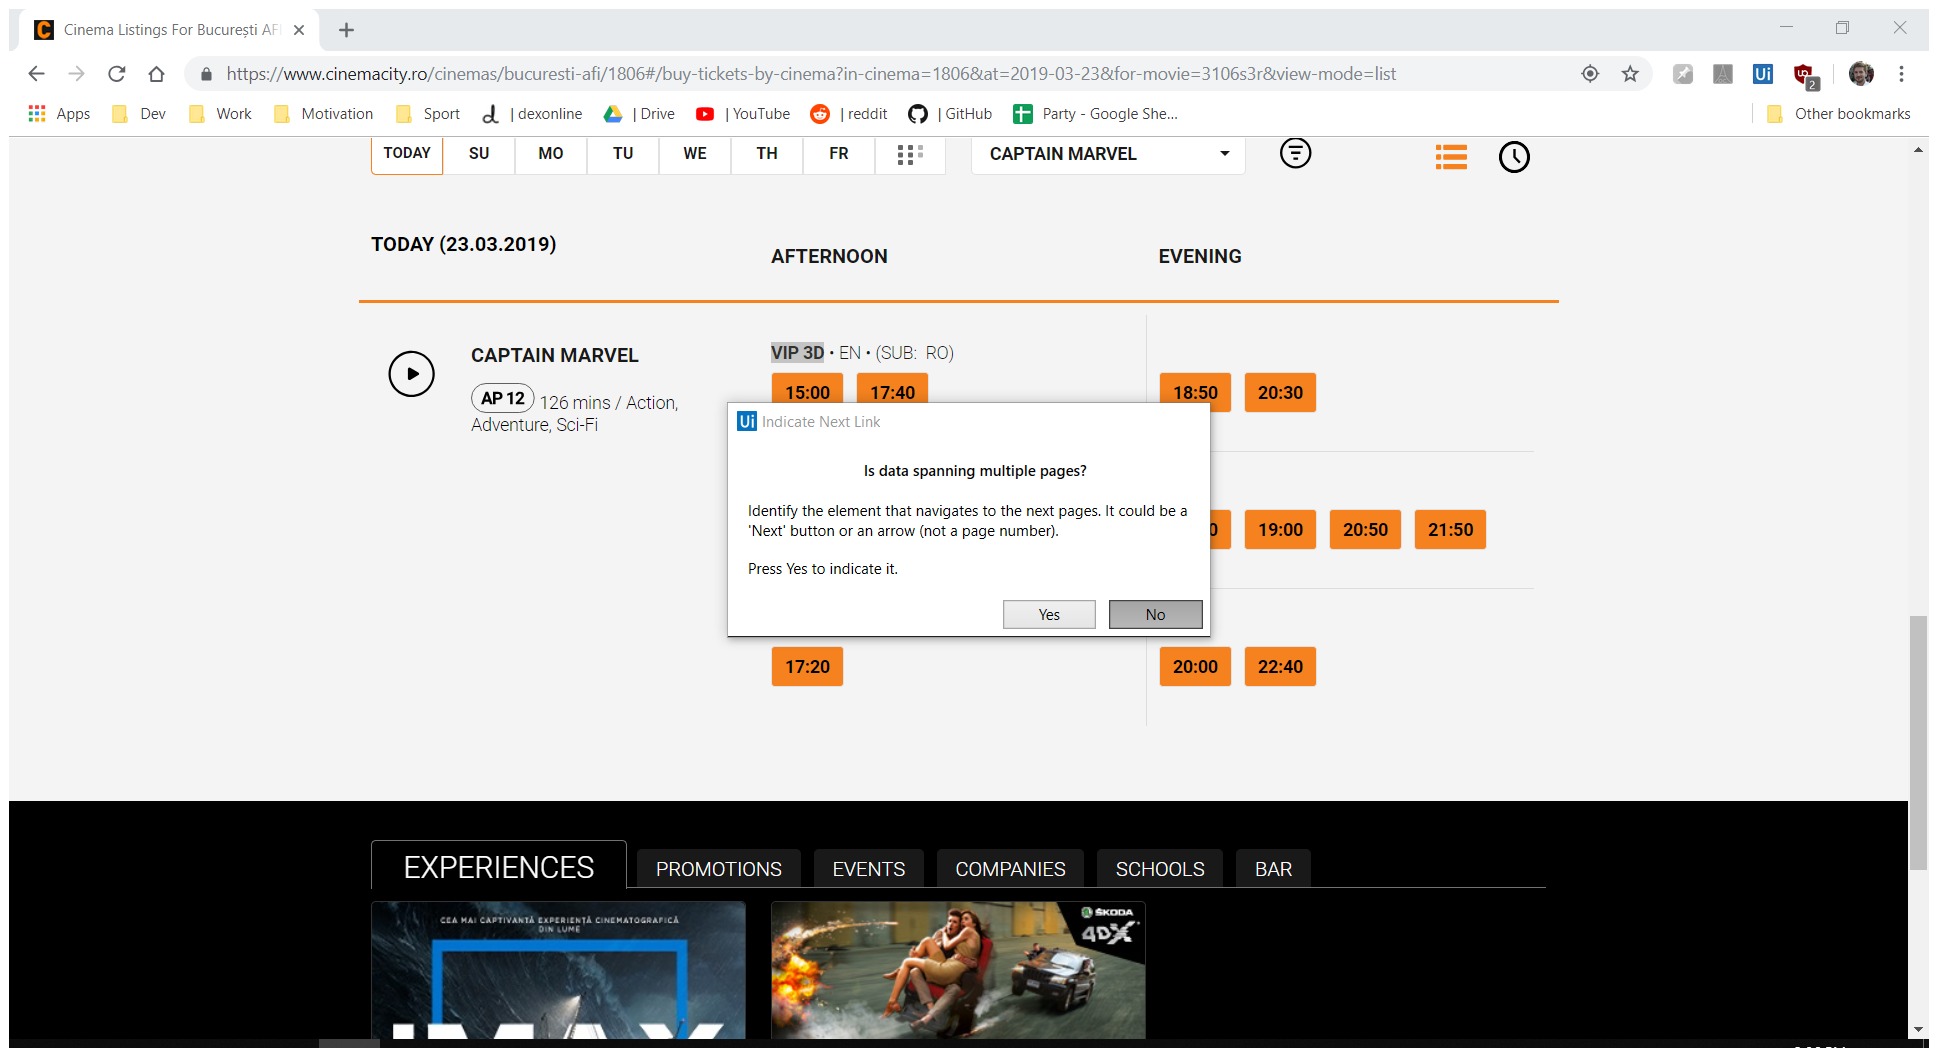 Cinema Listings For București AF
https://www.cinemacity.ro/cinemas/bucuresti-afi/1806#/buy-tickets-by-cinema?in-cinema=1806&at=2019-03-23&for-movie=3106s3r&view-mode=list
Ui
2
Apps Dev Work Motivation Sport | dexonline | Drive | YouTube | reddit | GitHub Party - Google She... Other bookmarks
TODAY SU MO TU WE TH FR CAPTAIN MARVEL
TODAY (23.03.2019) AFTERNOON EVENING
CAPTAIN MARVEL
AP 12 126 mins / Action,
Adventure, Sci-Fi
VIP 3D • EN • (SUB: RO)
15:00 17:40 18:50 20:30
Ui Indicate Next Link
Is data spanning multiple pages?
Identify the element that navigates to the next pages. It could be a
'Next' button or an arrow (not a page number).
Press Yes to indicate it.
Yes No
0 19:00 20:50 21:50
17:20 20:00 22:40
EXPERIENCES PROMOTIONS EVENTS COMPANIES SCHOOLS BAR
CEA MAI CAPTIVANTĂ EXPERIENȚĂ CINEMATOGRAFICĂ
DIN LUME
IMAX
ŠKODA
4DX